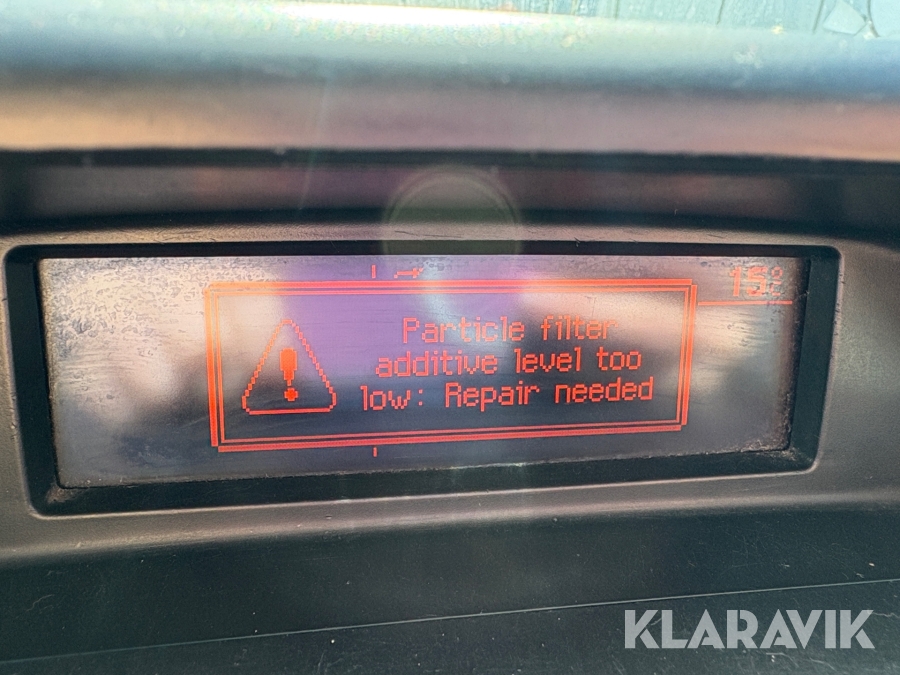 15°
Particle filter
additive level too
low: Repair needed
KLARAVIK